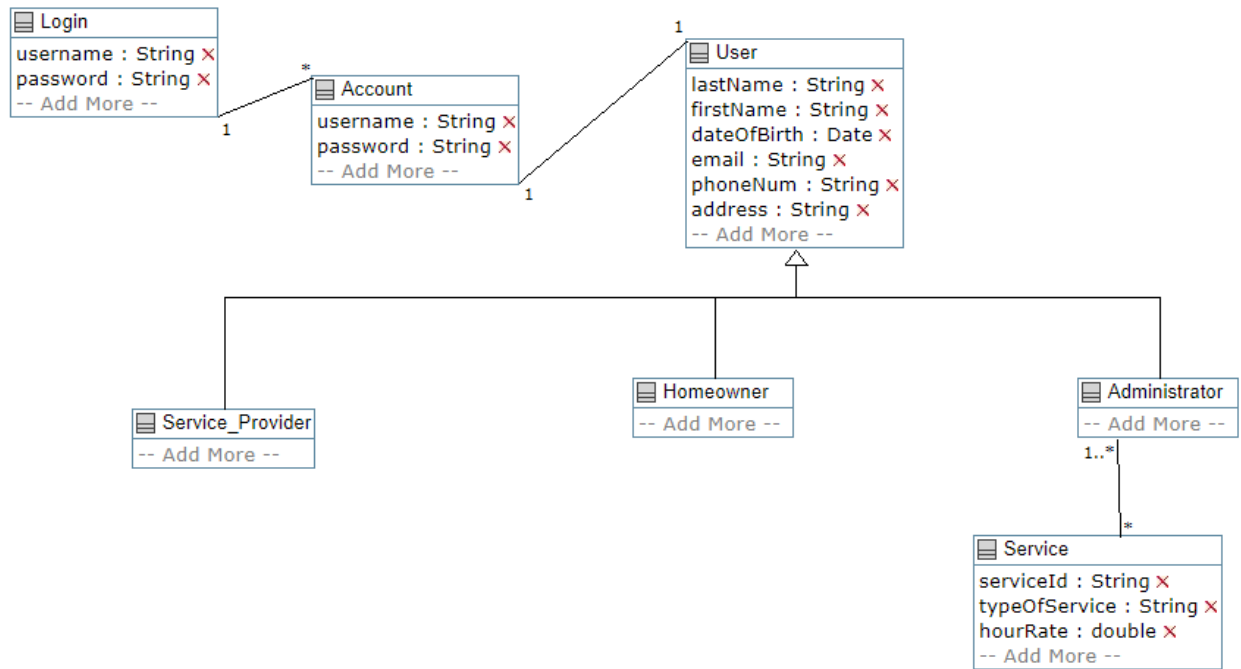 Login
username : String ×
password : String ×
-- Add More --
1
*
Account
username : String ×
password : String ×
-- Add More --
1
1
User
lastName : String ×
firstName : String ×
dateOfBirth : Date ×
email : String ×
phoneNum : String ×
address : String ×
-- Add More --
Service_Provider
-- Add More --
Homeowner
-- Add More --
Administrator
-- Add More --
1..*
*
Service
serviceId : String ×
typeOfService : String ×
hourRate : double ×
-- Add More --